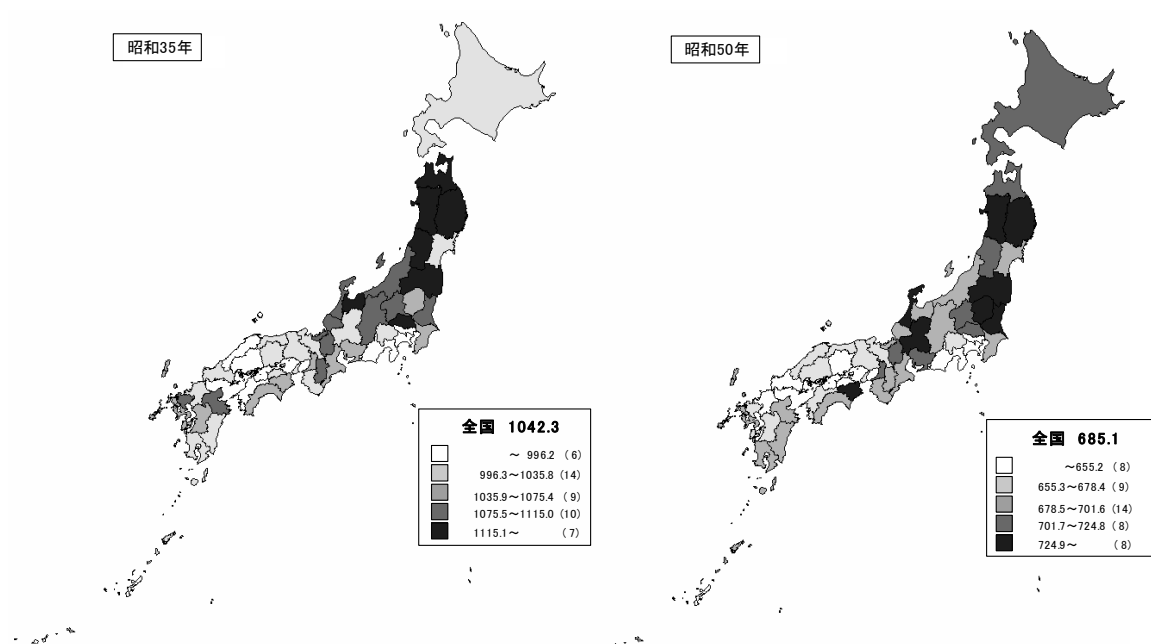 昭和35年
全国 1042.3
～ 996.2 （6）
996.3～1035.8 （14）
1035.9～1075.4 （9）
1075.5～1115.0 （10）
1115.1～ （7）
昭和50年
全国 685.1
～655.2 （8）
655.3～678.4 （9）
678.5～701.6 （14）
701.7～724.8 （8）
724.9～ （8）